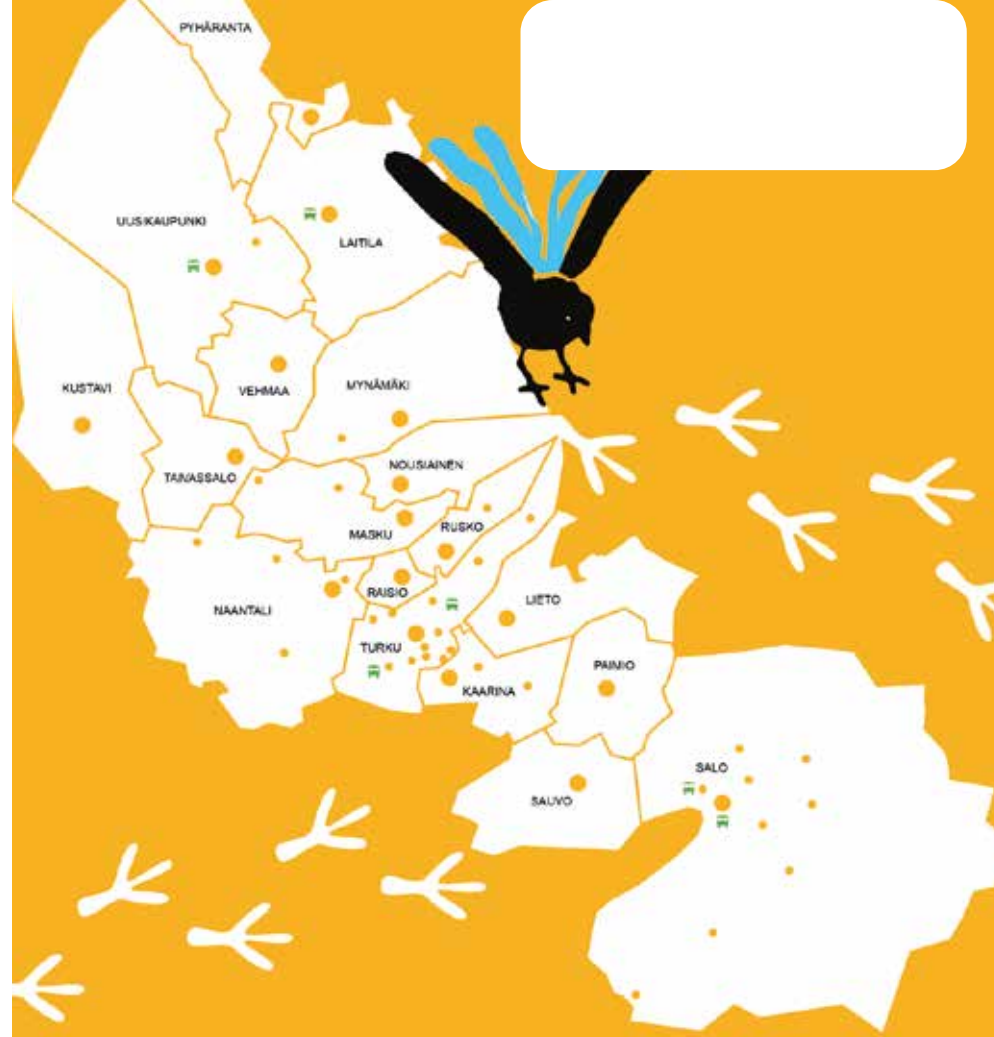 PYHÄRANTA
UUSIKAUPUNKI
LAITILA
KUSTAVI
VEHMAA
MYNÄMÄKI
TAIVASSALO
NOUSIAINEN
MASKU
RUSKO
RAISIO
NAANTALI
LIETO
TURKU
PAIMIO
KAARINA
SALO
SAUVO